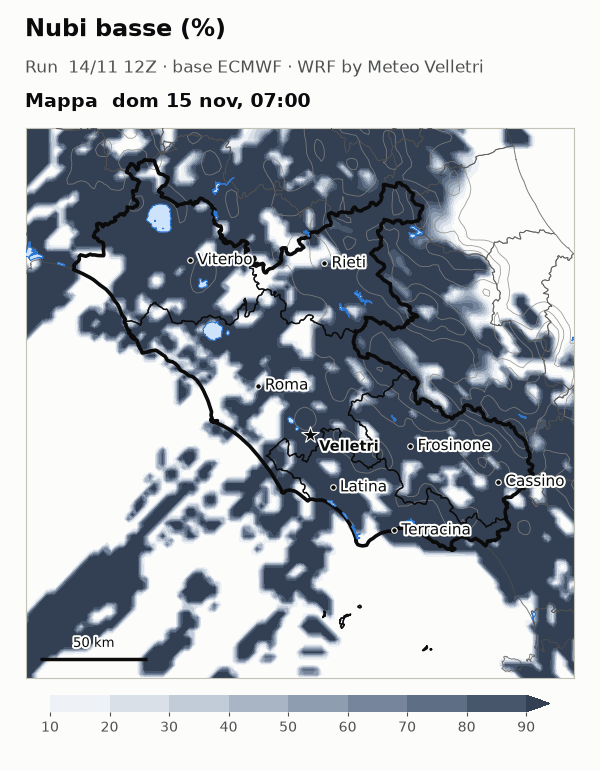 Nubi basse (%)
Run  14/11 12Z · base ECMWF · WRF by Meteo Velletri
Mappa  dom 15 nov, 07:00
Viterbo
Rieti
Roma
Velletri
Frosinone
Cassino
Latina
Terracina
50 km
10 20 30 40 50 60 70 80 90